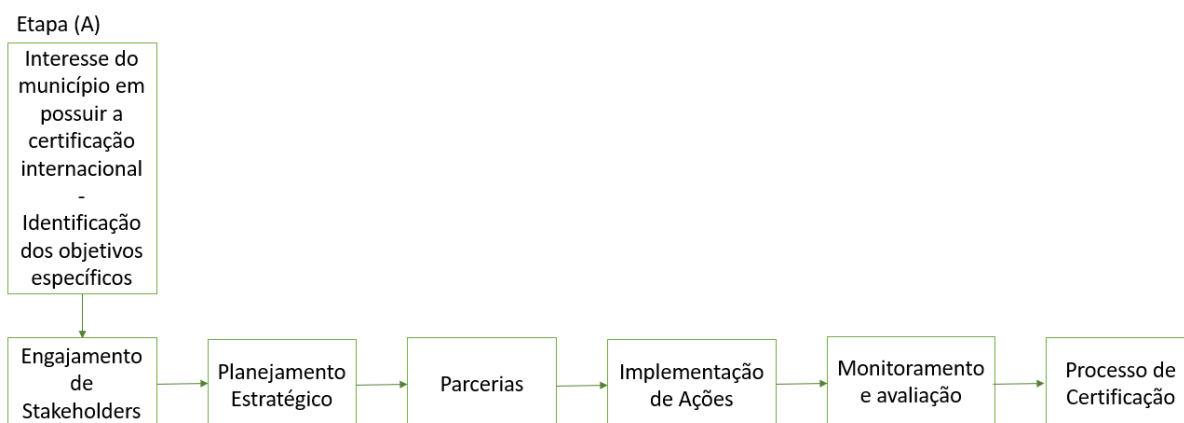 Etapa (A)
Interesse do
município em
possuir a
certificação
internacional
-
Identificação
dos objetivos
específicos
Engajamento
de
Stakeholders
Planejamento
Estratégico
Parcerias
Implementação
de Ações
Monitoramento
e avaliação
Processo de
Certificação